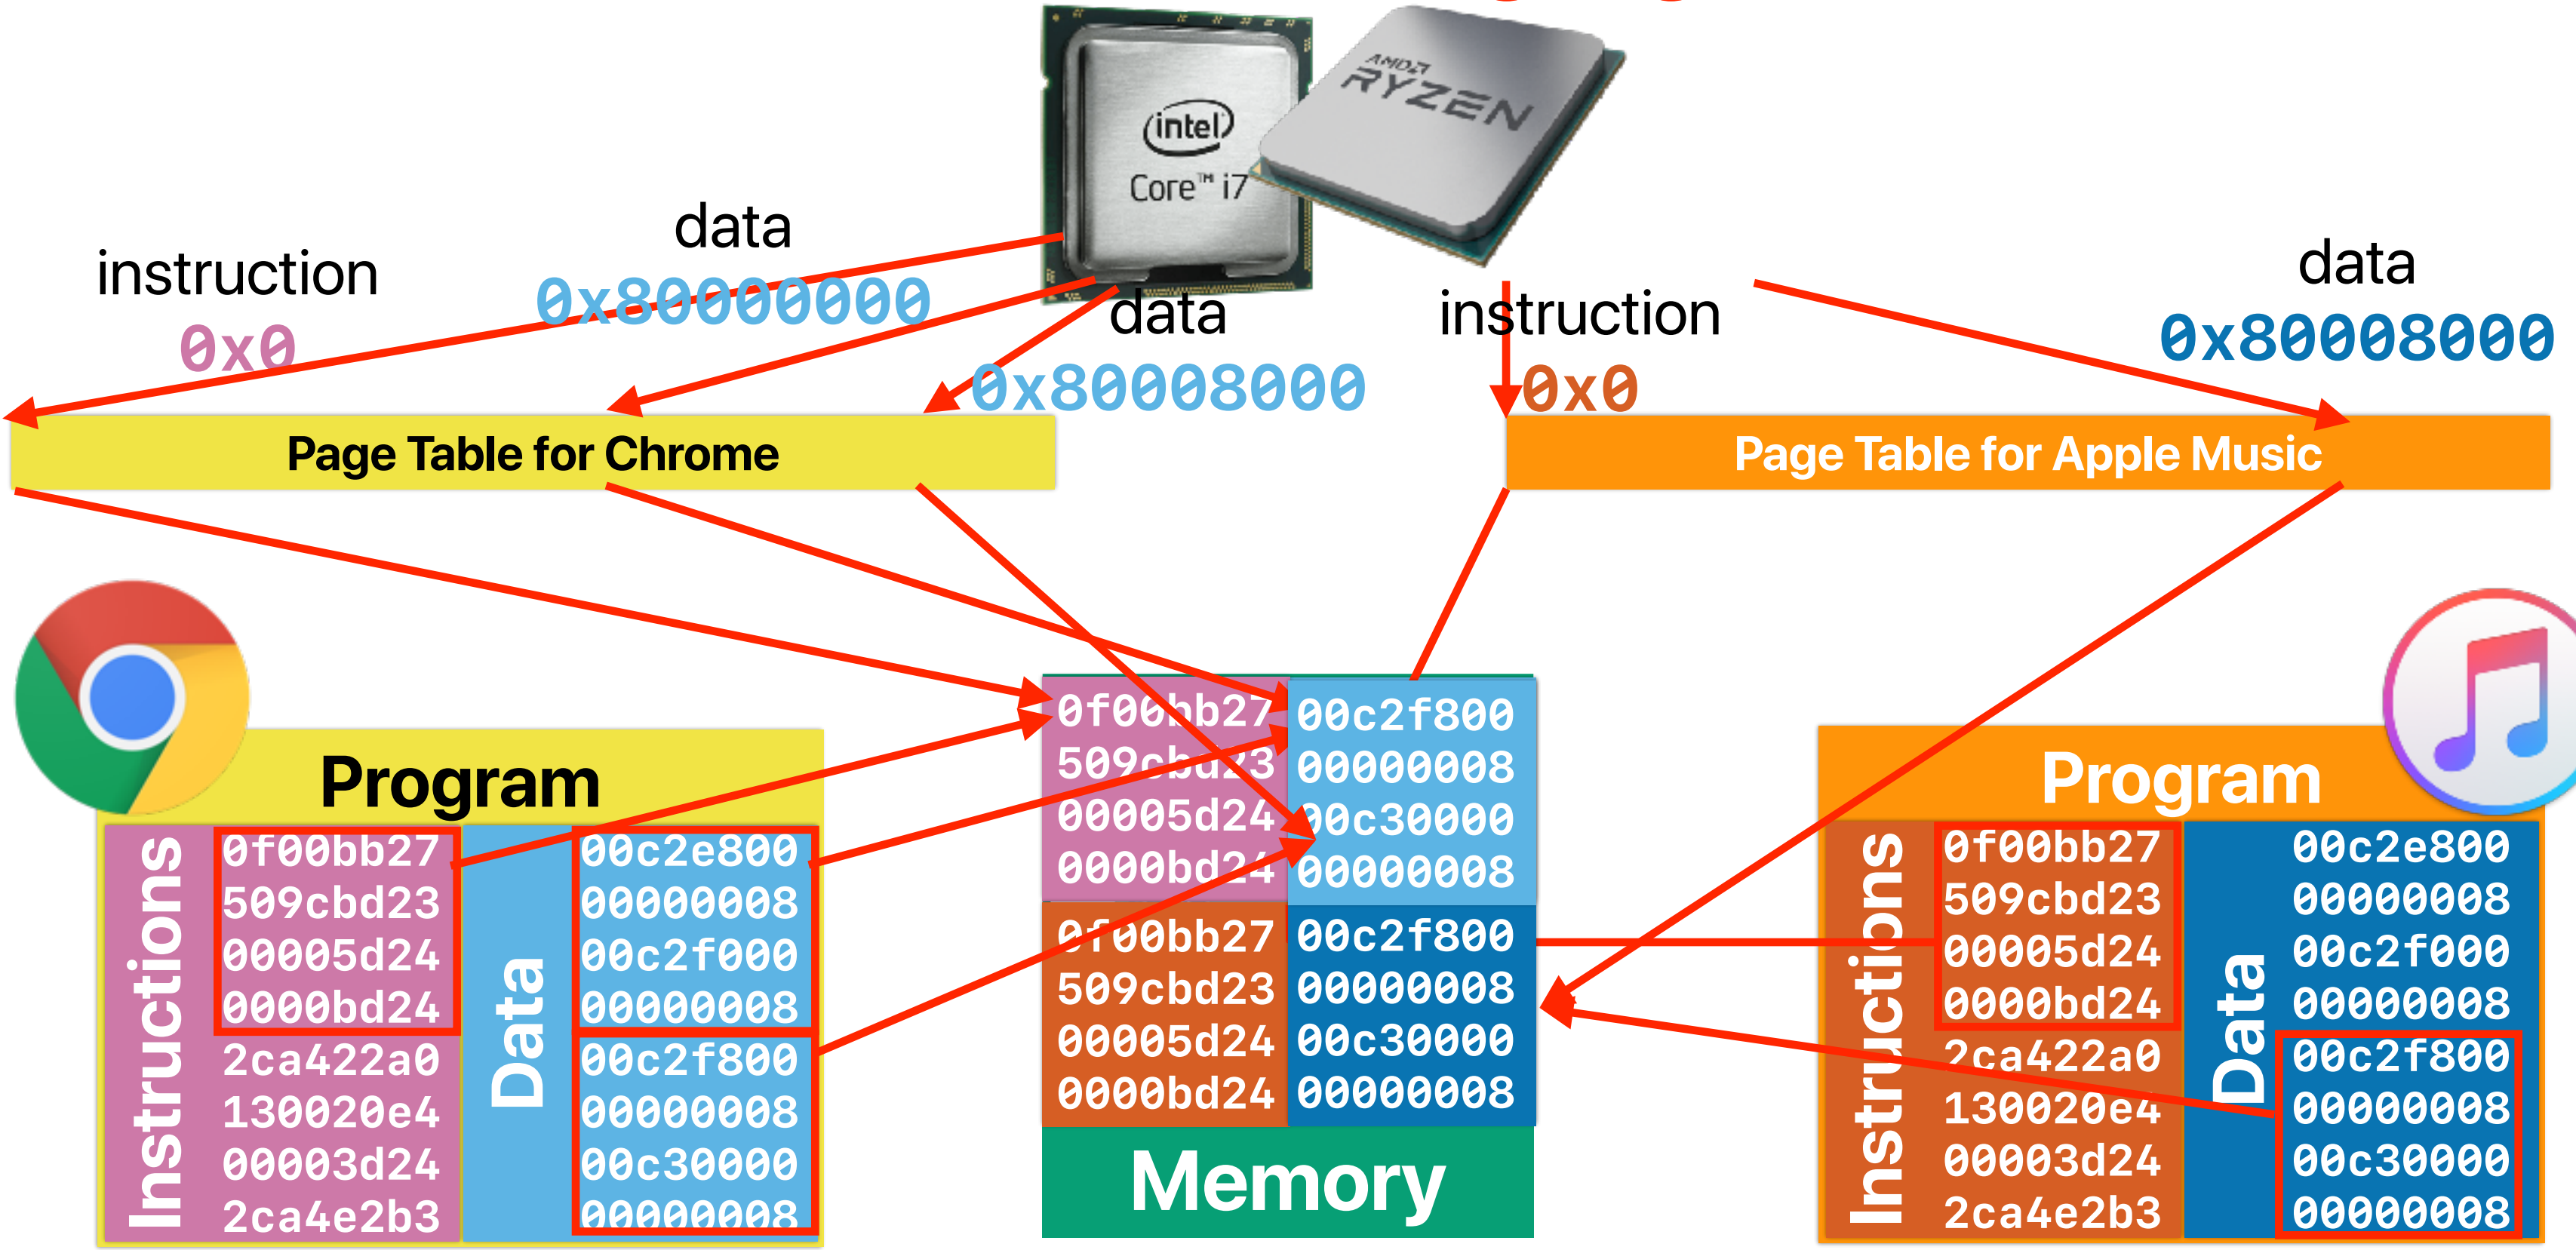 intel
Core™ i7
AMD
RYZEN
instruction
0x0
data
0x80000000
data
0x80008000
instruction
0x0
data
0x80008000
Page Table for Chrome
Page Table for Apple Music
Program
Instructions
0f00bb27
509cbd23
00005d24
0000bd24
2ca422a0
130020e4
00003d24
2ca4e2b3
Data
00c2e800
00000008
00c2f000
00000008
00c2f800
00000008
00c30000
00000008
0f00bb27
509cbd23
00005d24
0000bd24
00c2f800
00000008
00c30000
00000008
0f00bb27
509cbd23
00005d24
0000bd24
00c2f800
00000008
00c30000
00000008
Memory
Program
Instructions
0f00bb27
509cbd23
00005d24
0000bd24
2ca422a0
130020e4
00003d24
2ca4e2b3
Data
00c2e800
00000008
00c2f000
00000008
00c2f800
00000008
00c30000
00000008